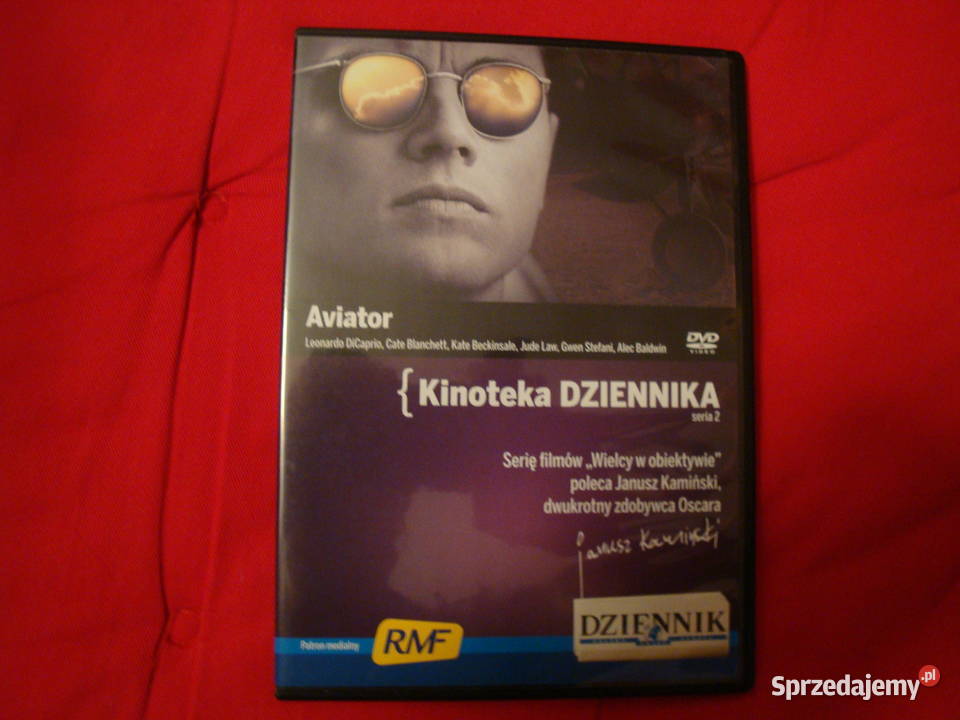 Aviator
Leonardo DiCaprio, Cate Blanchett, Kate Beckinsale, Jude Law, Gwen Stefani, Alec Baldwin
DVD
VIDEO
{ Kinoteka DZIENNIKA
seria 2
Serię filmów „Wielcy w obiektywie”
poleca Janusz Kamiński,
dwukrotny zdobywca Oscara
Janusz Kamiński
Patron medialny
RMF
DZIENNIK
Sprzedajemy.pl